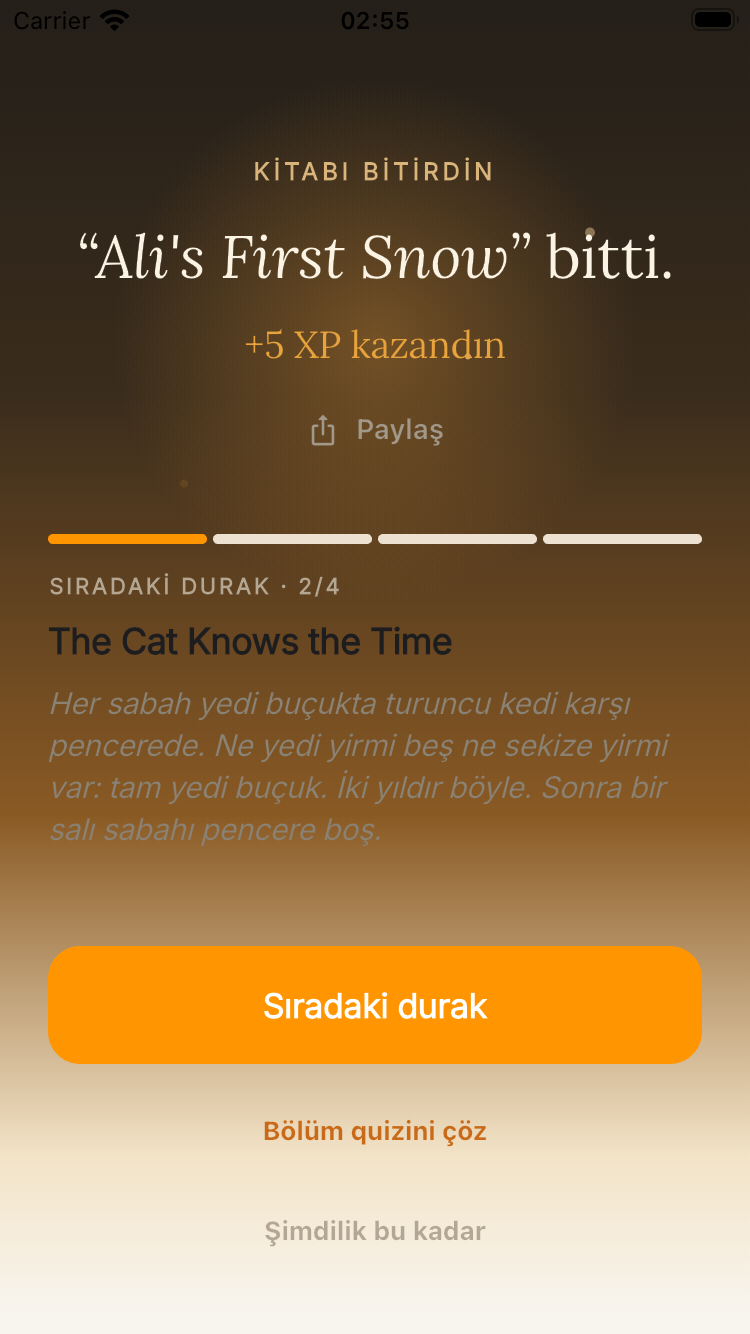 Carrier 02:55
KİTABI BİTİRDİN
“Ali's First Snow” bitti.
+5 XP kazandın
Paylaş
SIRADAKİ DURAK · 2/4
The Cat Knows the Time
Her sabah yedi buçukta turuncu kedi karşı
pencerede. Ne yedi yirmi beş ne sekize yirmi
var: tam yedi buçuk. İki yıldır böyle. Sonra bir
salı sabahı pencere boş.
Sıradaki durak
Bölüm quizini çöz
Şimdilik bu kadar